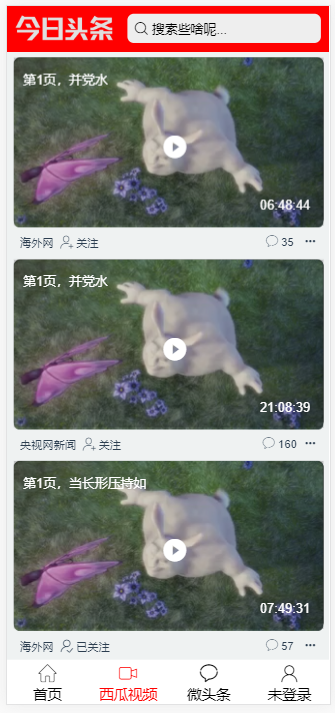 今日头条
搜索些啥呢...
第1页，并党水
06:48:44
海外网 关注 35
第1页，并党水
21:08:39
央视网新闻 关注 160
第1页，当长形压持如
07:49:31
海外网 已关注 57
首页 西瓜视频 微头条 未登录